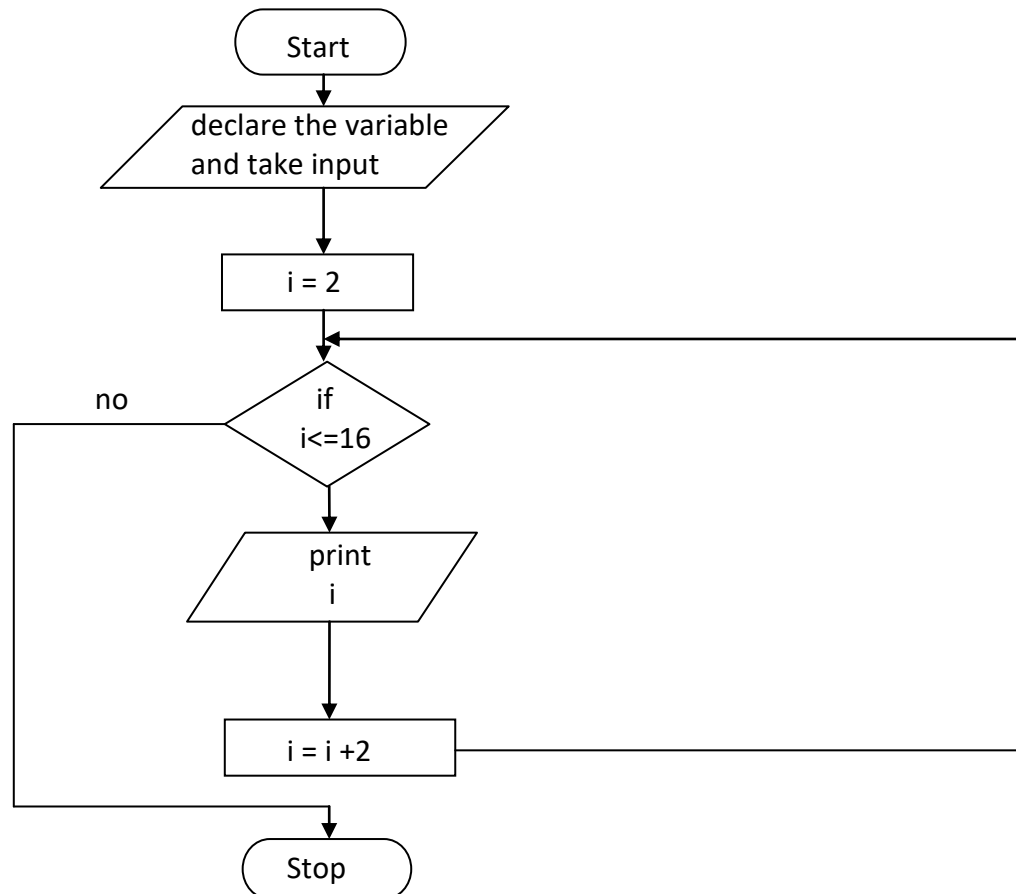 Start
declare the variable
and take input
i = 2
no
if
i<=16
print
i
i = i +2
Stop